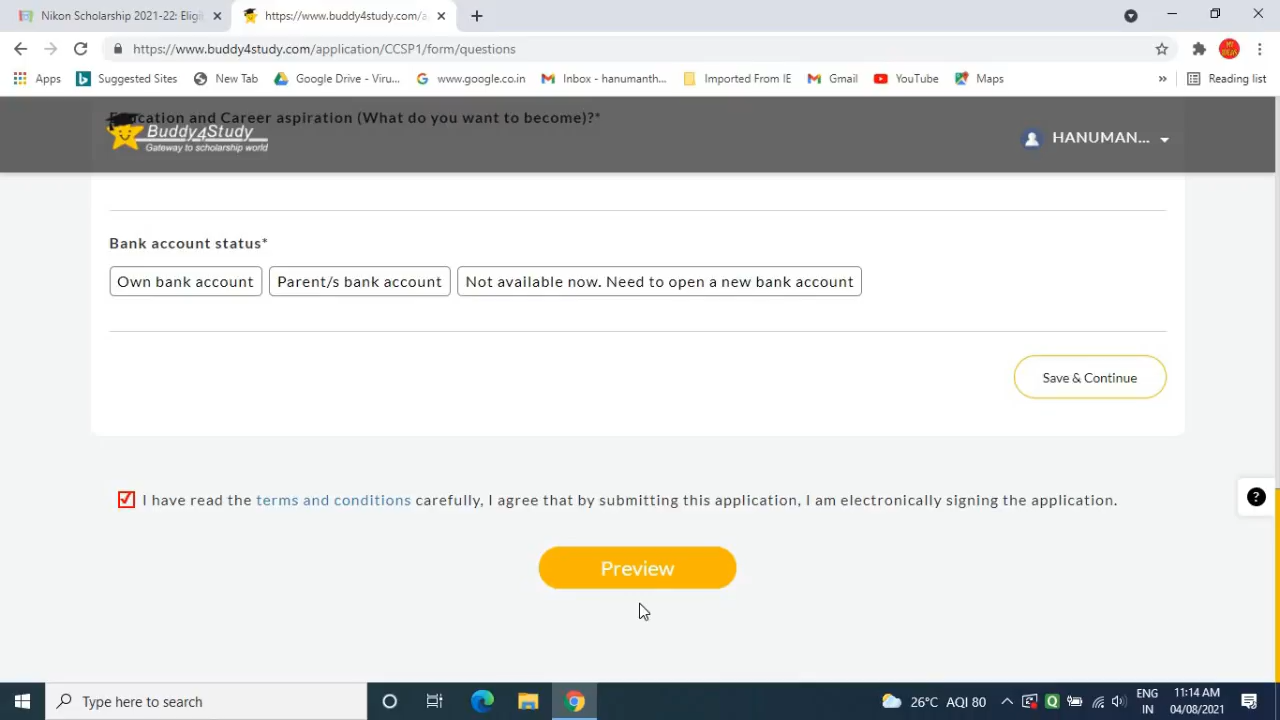 Nikon Scholarship 2021-22: Eligi
https://www.buddy4study.com/a
https://www.buddy4study.com/application/CCSP1/form/questions
Apps
Suggested Sites
New Tab
Google Drive - Viru...
www.google.co.in
Inbox - hanumanth...
Imported From IE
Gmail
YouTube
Maps
»
Reading list
Education and Career aspiration (What do you want to become)?*
Buddy4Study
Gateway to scholarship world
HANUMAN...
Bank account status*
Own bank account
Parent/s bank account
Not available now. Need to open a new bank account
Save & Continue
I have read the terms and conditions carefully, I agree that by submitting this application, I am electronically signing the application.
?
Preview
Type here to search
26°C AQI 80
ENG
IN
11:14 AM
04/08/2021